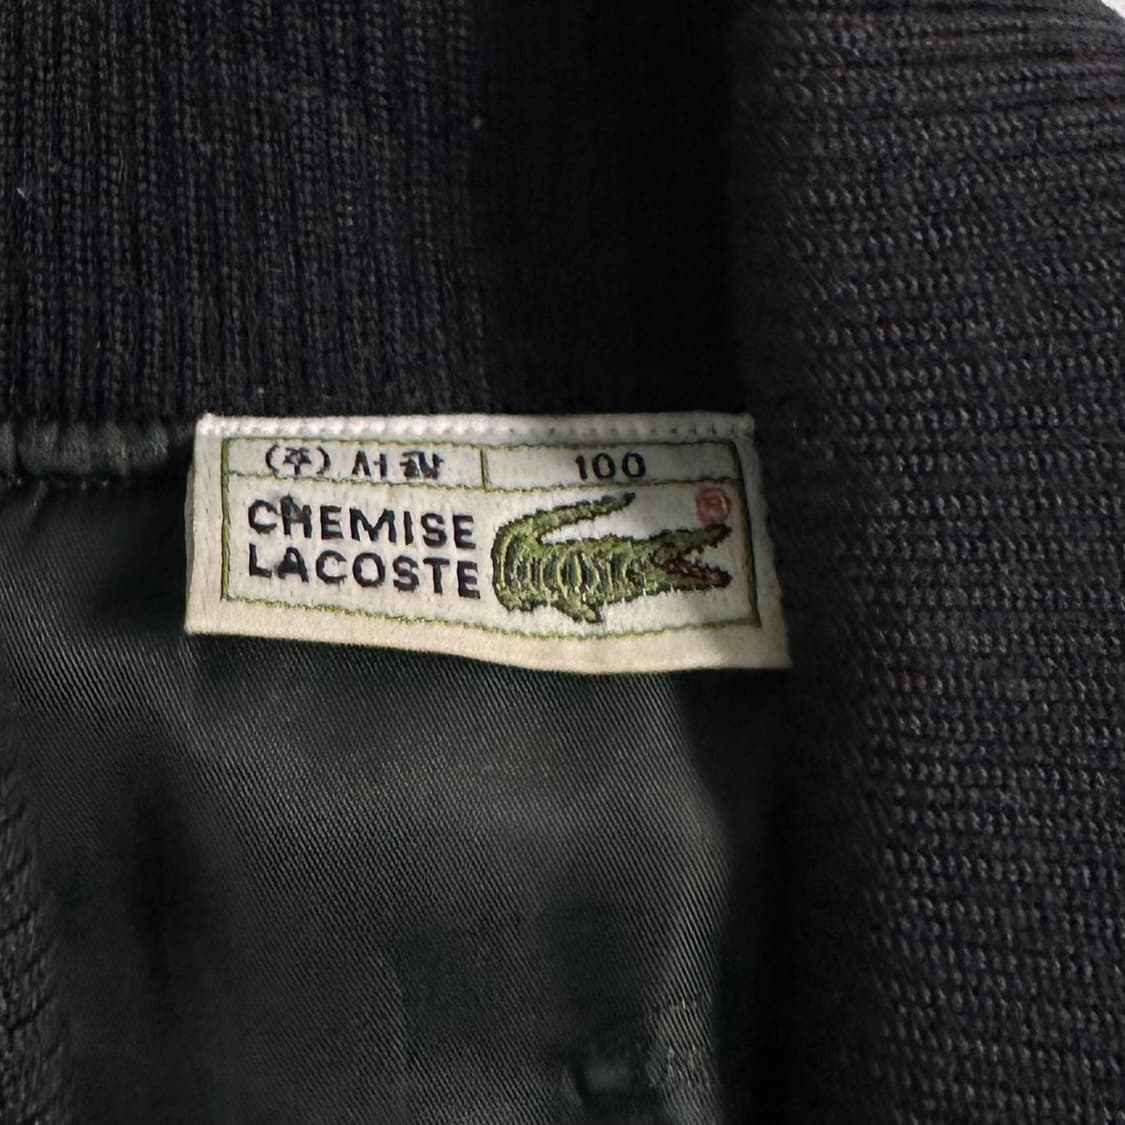 (주) 서광 100
CHEMISE
LACOSTE
®